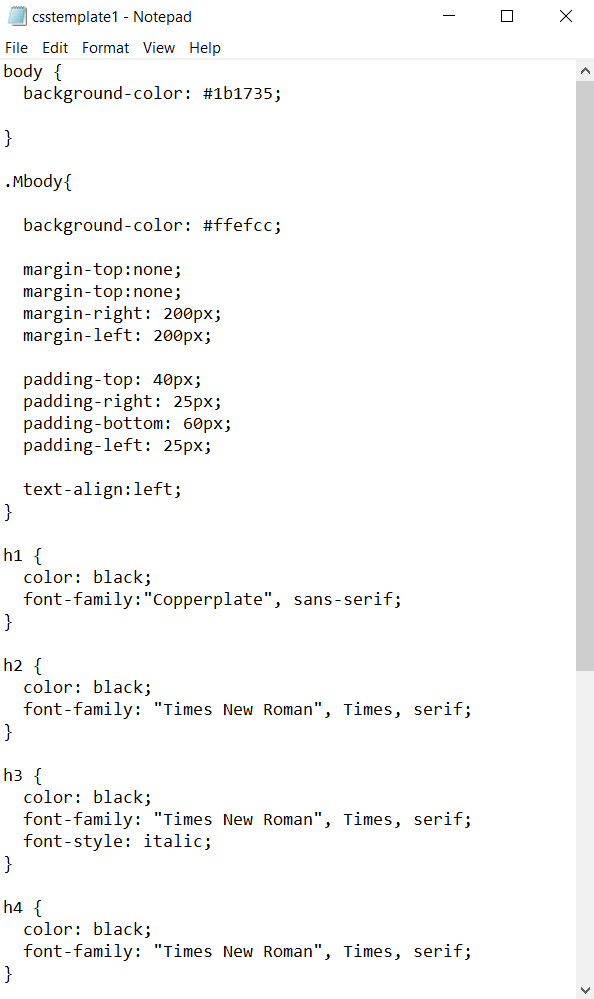 csstemplate1 - Notepad
File Edit Format View Help
body {
  background-color: #1b1735;

}

.Mbody{

  background-color: #ffefcc;

  margin-top:none;
  margin-top:none;
  margin-right: 200px;
  margin-left: 200px;

  padding-top: 40px;
  padding-right: 25px;
  padding-bottom: 60px;
  padding-left: 25px;

  text-align:left;
}

h1 {
  color: black;
  font-family:"Copperplate", sans-serif;
}

h2 {
  color: black;
  font-family: "Times New Roman", Times, serif;
}

h3 {
  color: black;
  font-family: "Times New Roman", Times, serif;
  font-style: italic;
}

h4 {
  color: black;
  font-family: "Times New Roman", Times, serif;
}